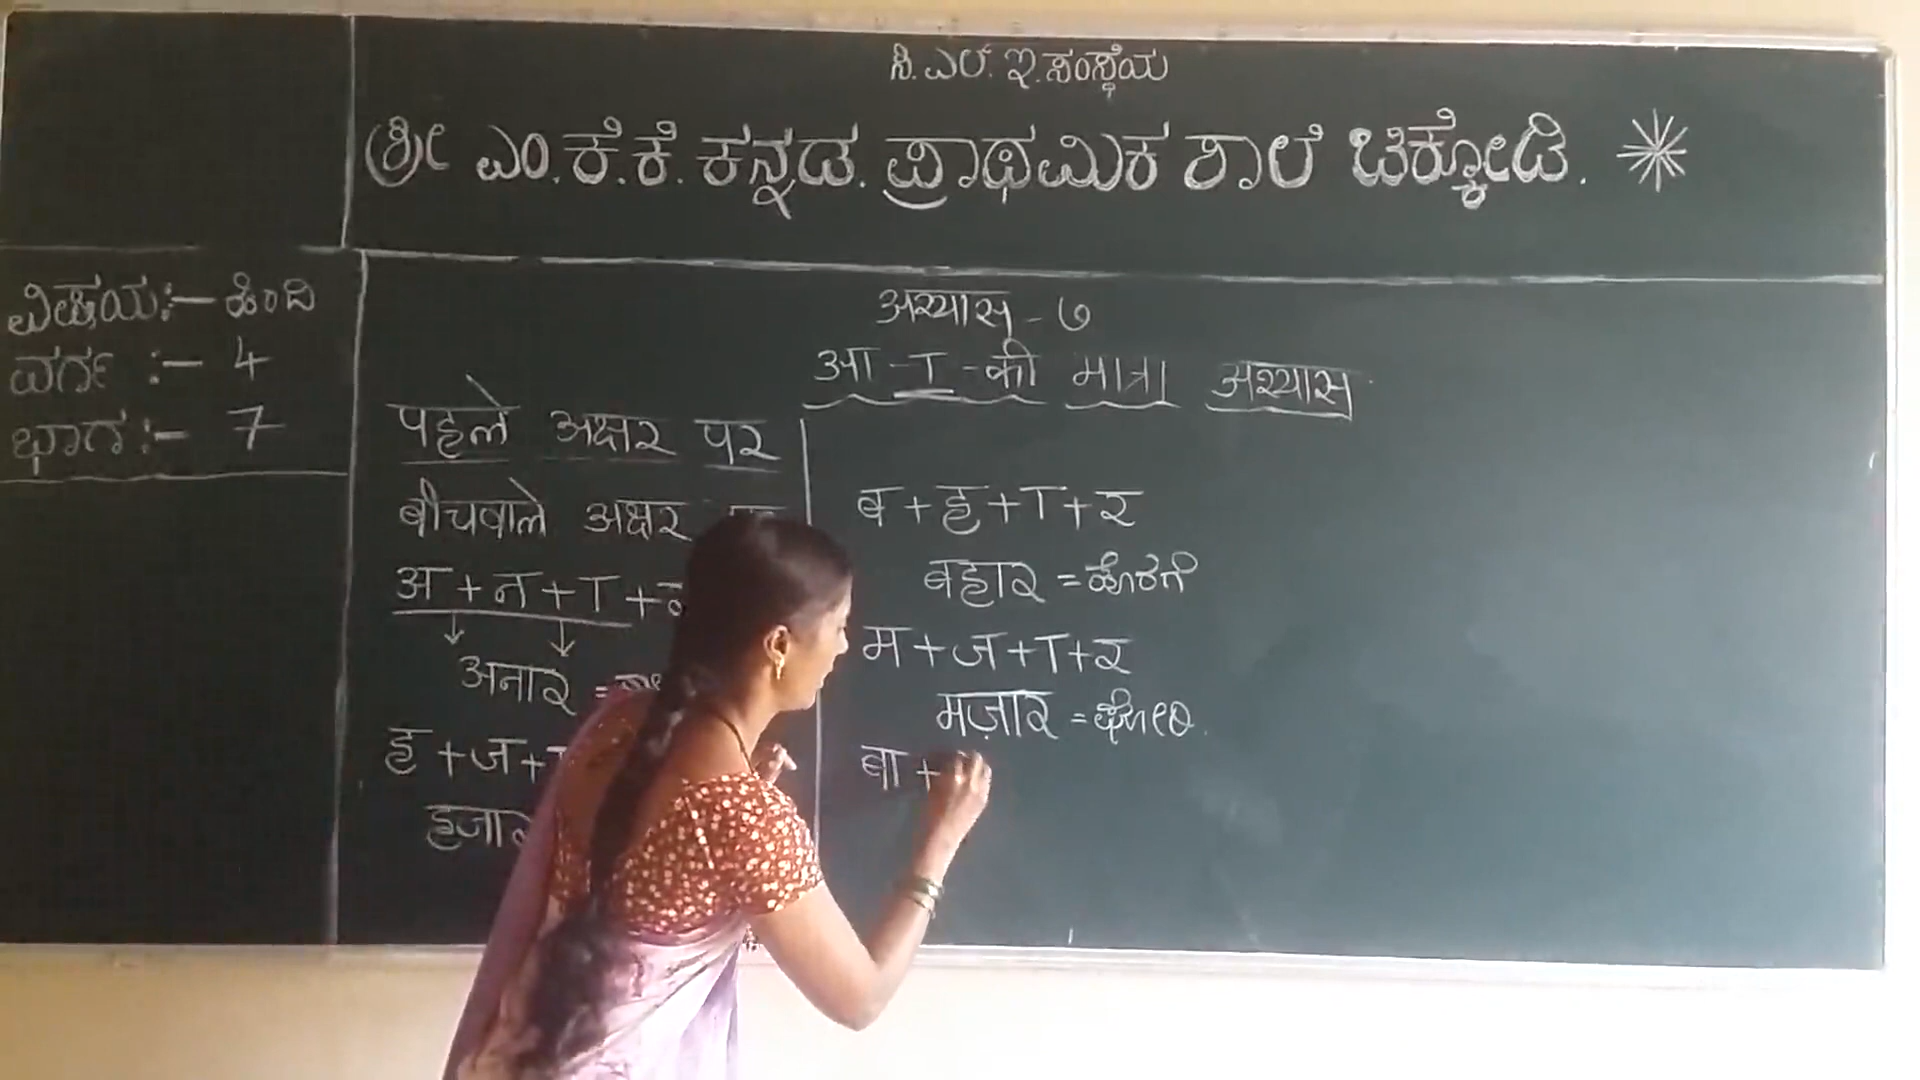 ಸಿ. ಎಲ್. ಇ. ಸಂಸ್ಥೆಯ
ಶ್ರೀ ಎಂ. ಕೆ. ಕೆ. ಕನ್ನಡ. ಪ್ರಾಥಮಿಕ ಶಾಲೆ ಚಿಕ್ಕೋಡಿ.
ವಿಷಯ:- ಹಿಂದಿ
ವರ್ಗ :- 4
ಭಾಗ :- 7
अभ्यास - ७
आ - ा - की मात्रा अभ्यास
पहले अक्षर पर
बीचवाले अक्षर
अ + न + ा +
अनार =
ह + ज +
हजार
ब + ह + ा + र
बहार = ಹೊರಗೆ
म + ज + ा + र
मज़ार = ಘೋರಿ
बा +